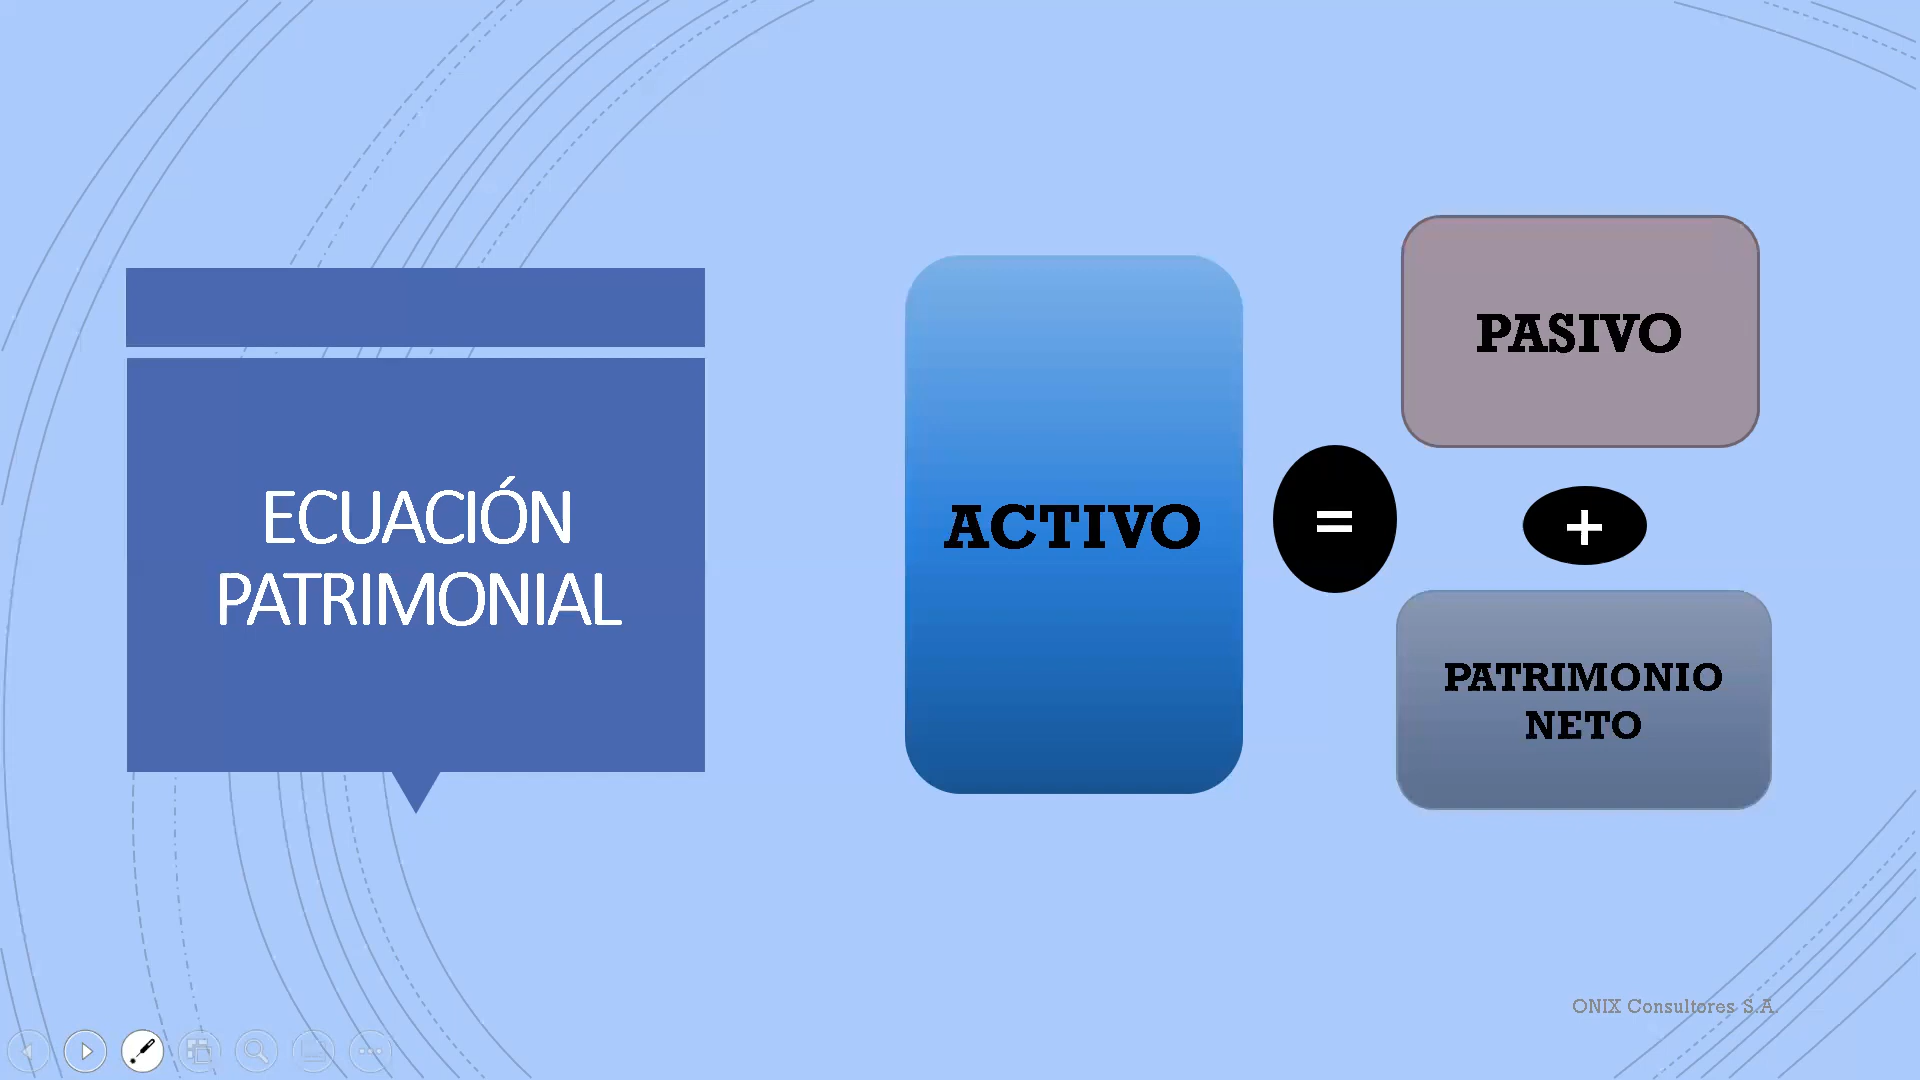 ECUACIÓN
PATRIMONIAL
ACTIVO
=
PASIVO
+
PATRIMONIO
NETO
ONIX Consultores S.A.